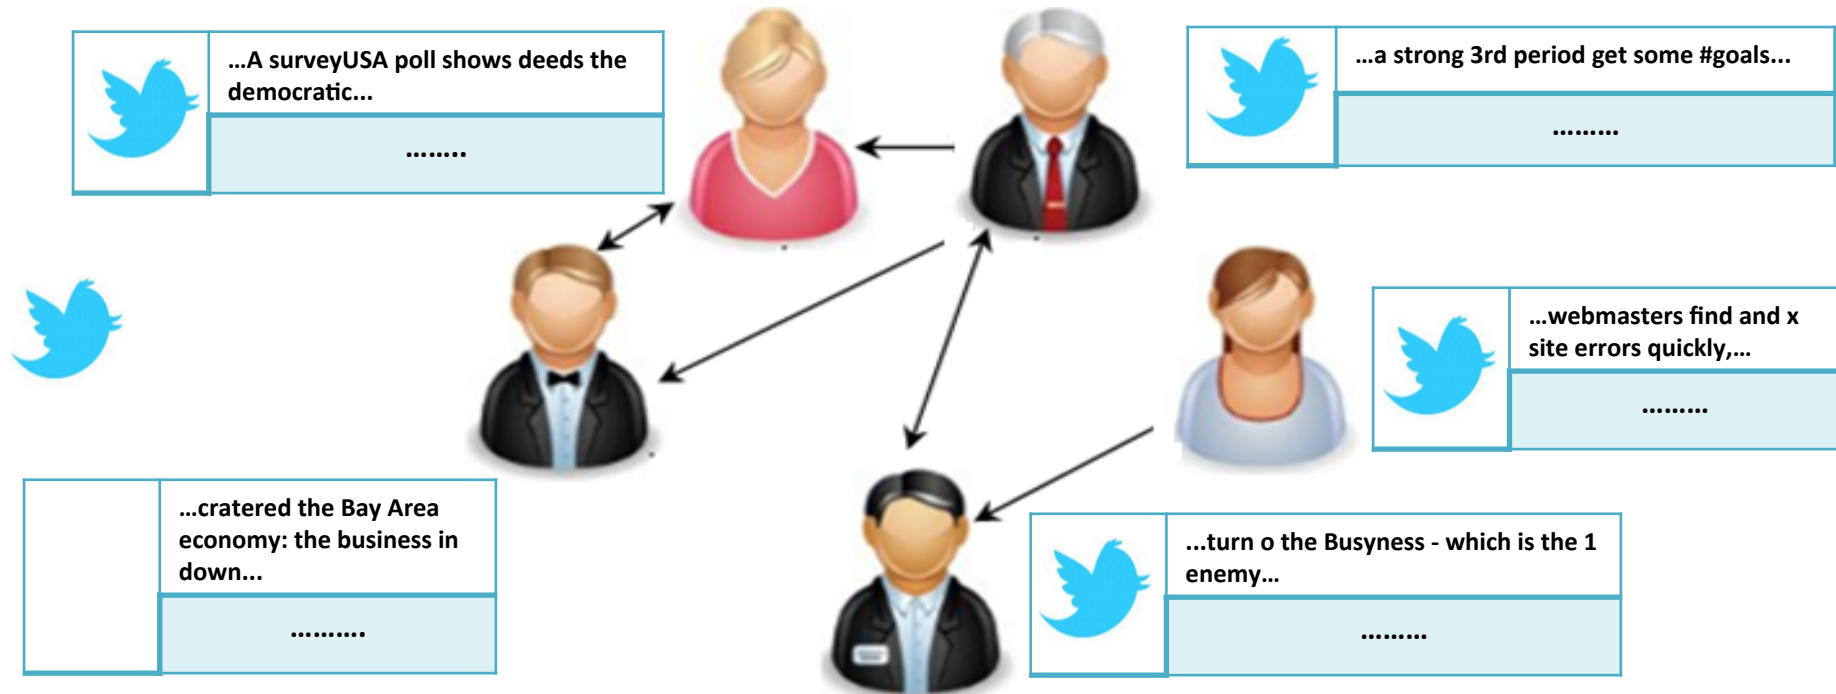 ...A surveyUSA poll shows deeds the
democratic...
........
...a strong 3rd period get some #goals...
.........
...webmasters find and x
site errors quickly,...
.........
...cratered the Bay Area
economy: the business in
down...
..........
...turn o the Busyness - which is the 1
enemy...
.........